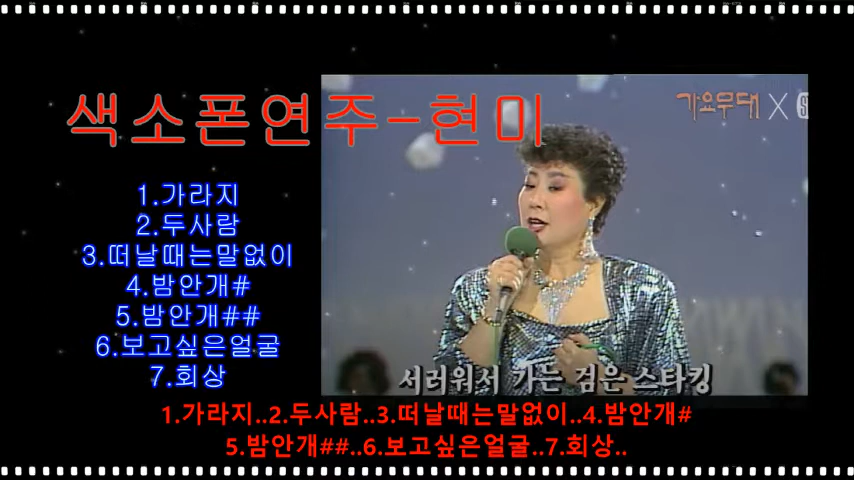 색소폰연주-현미
가요무대 X
1.가라지
2.두사람
3.떠날때는말없이
4.밤안개#
5.밤안개##
6.보고싶은얼굴
7.회상
서러워서 가든 검은 스타킹
1.가라지..2.두사람..3.떠날때는말없이..4.밤안개#
5.밤안개##..6.보고싶은얼굴..7.회상..